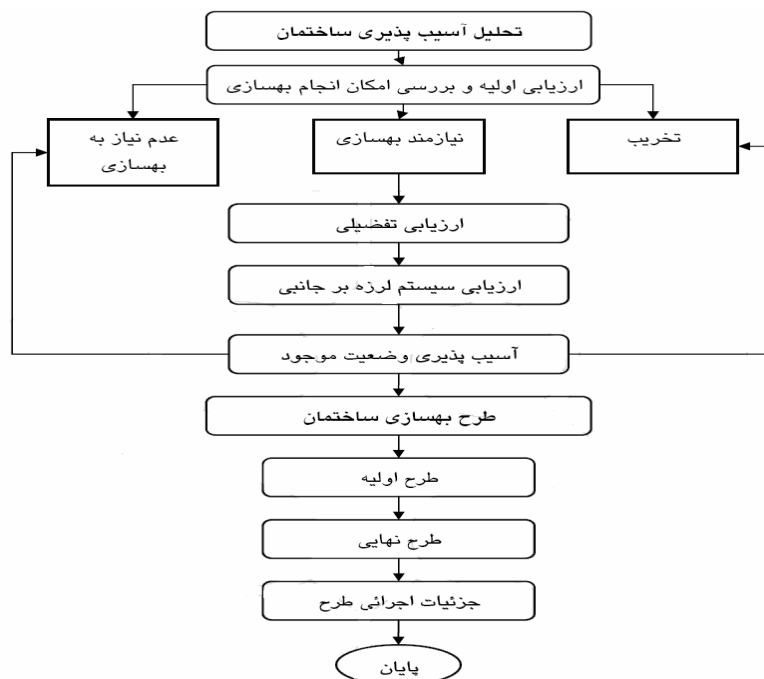 تحلیل آسیب پذیری ساختمان
ارزیابی اولیه و بررسی امکان انجام بهسازی
تخریب
نیازمند بهسازی
عدم نیاز به
بهسازی
ارزیابی تفضیلی
ارزیابی سیستم لرزه بر جانبی
آسیب پذیری وضعیت موجود
طرح بهسازی ساختمان
طرح اولیه
طرح نهایی
جزئیات اجرائی طرح
پایان